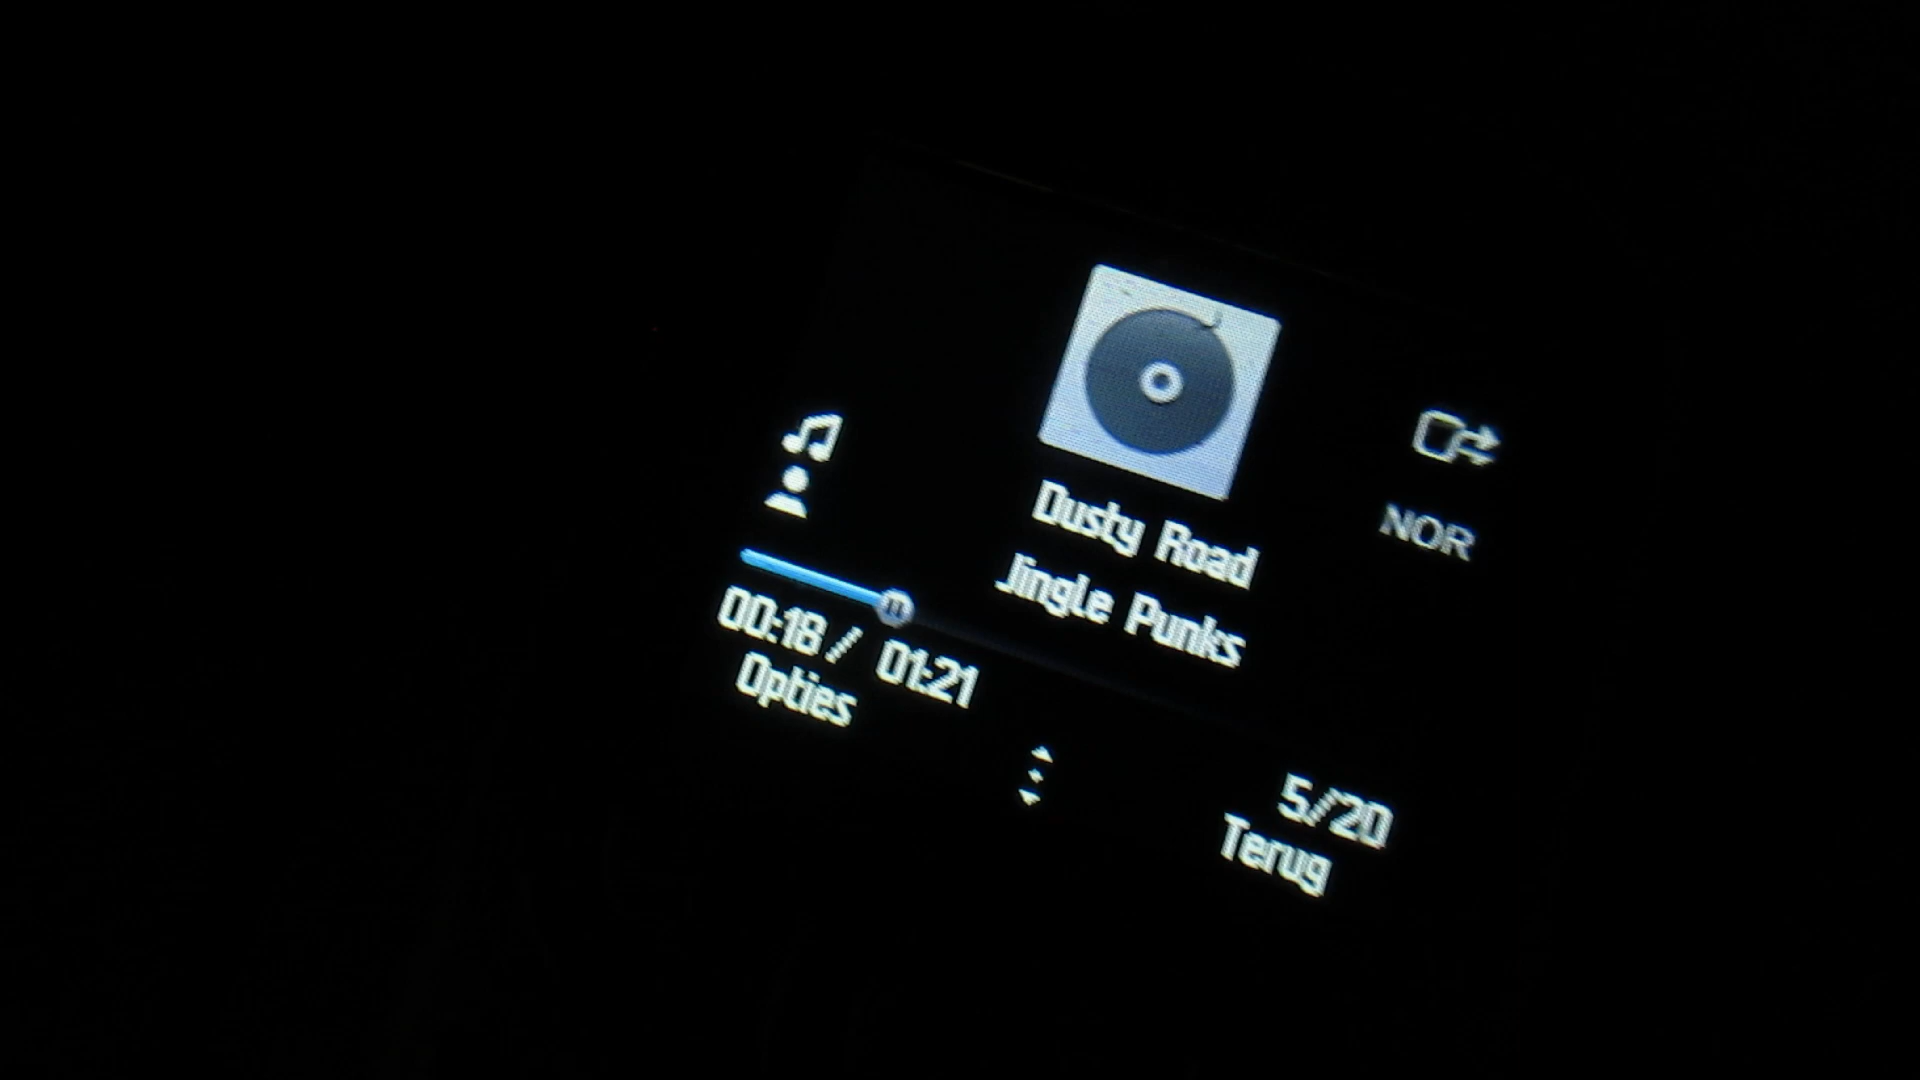 Dusty Road
Jingle Punks
NOR
00:18 / 01:21
5/20
Opties
Terug